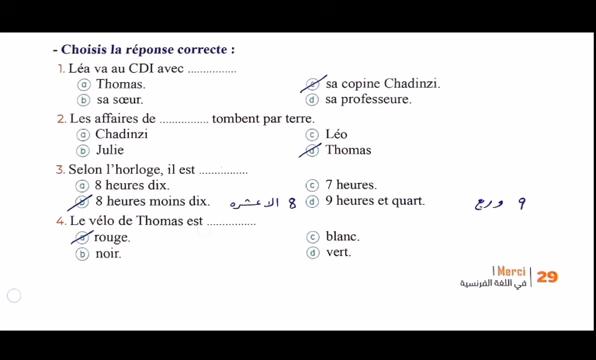 - Choisis la réponse correcte :
1. Léa va au CDI avec ................
ⓐ Thomas. ⓒ sa copine Chadinzi.
ⓑ sa sœur. ⓓ sa professeure.
2. Les affaires de ................ tombent par terre.
ⓐ Chadinzi ⓒ Léo
ⓑ Julie ⓓ Thomas
3. Selon l'horloge, il est ................
ⓐ 8 heures dix. ⓒ 7 heures.
ⓑ 8 heures moins dix. 8 الا عشره ⓓ 9 heures et quart. 9 وربع
4. Le vélo de Thomas est ................
ⓐ rouge. ⓒ blanc.
ⓑ noir. ⓓ vert.
Merci
في اللغة الفرنسية
29